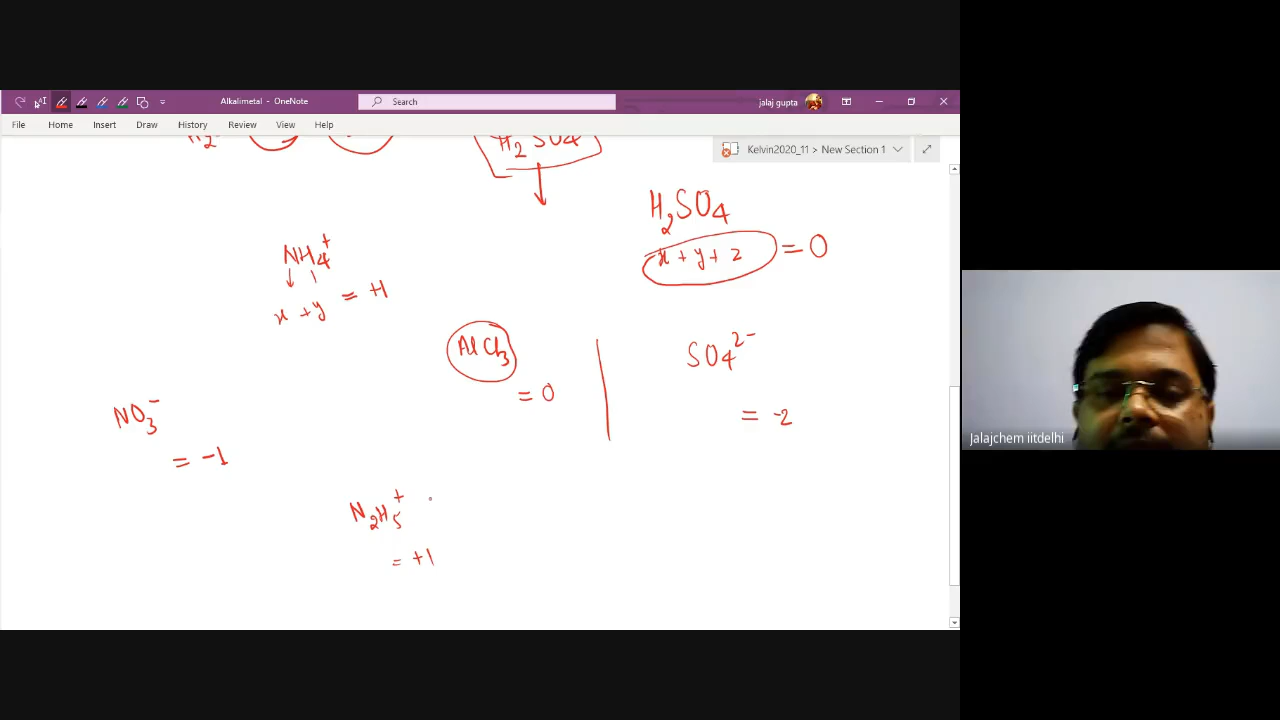 Alkalimetal - OneNote
Search
jalaj gupta
File Home Insert Draw History Review View Help
Kelvin2020_11 > New Section 1
H2SO4
H2SO4
x + y + z = 0
NH4+
x + y = +1
AlCl3
= 0
SO4 2-
= -2
NO3-
= -1
N2H5+
= +1
Jalajchem iitdelhi